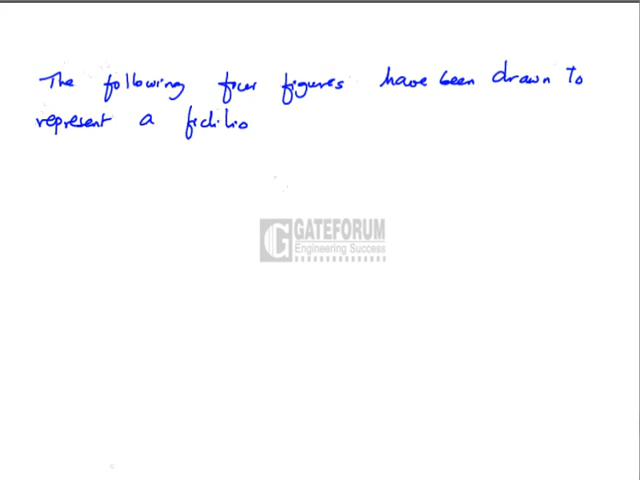 The following four figures have been drawn to
represent a fictitio
GATEFORUM
Engineering Success